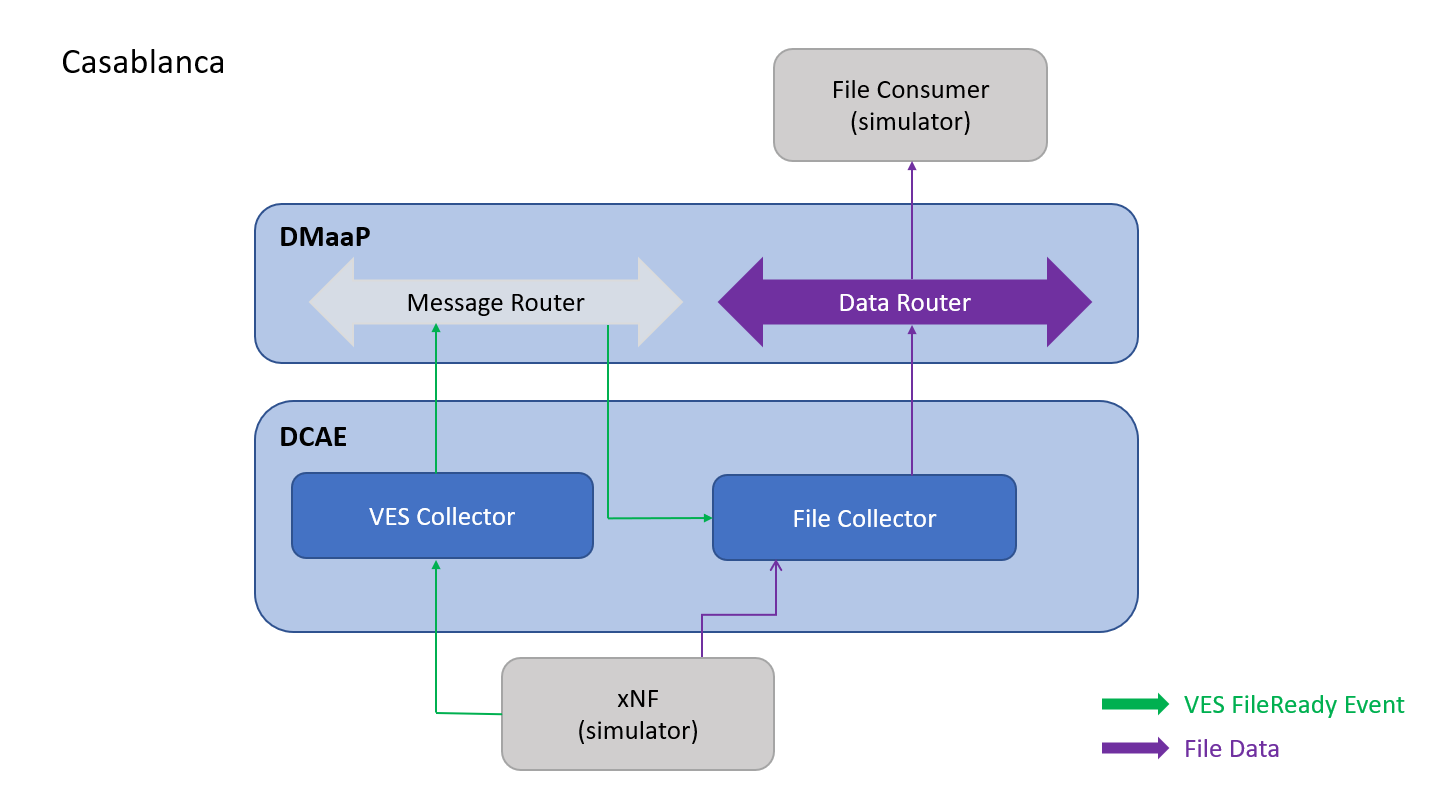 Casablanca
File Consumer
(simulator)
DMaaP
Message Router
Data Router
DCAE
VES Collector
File Collector
xNF
(simulator)
VES FileReady Event
File Data